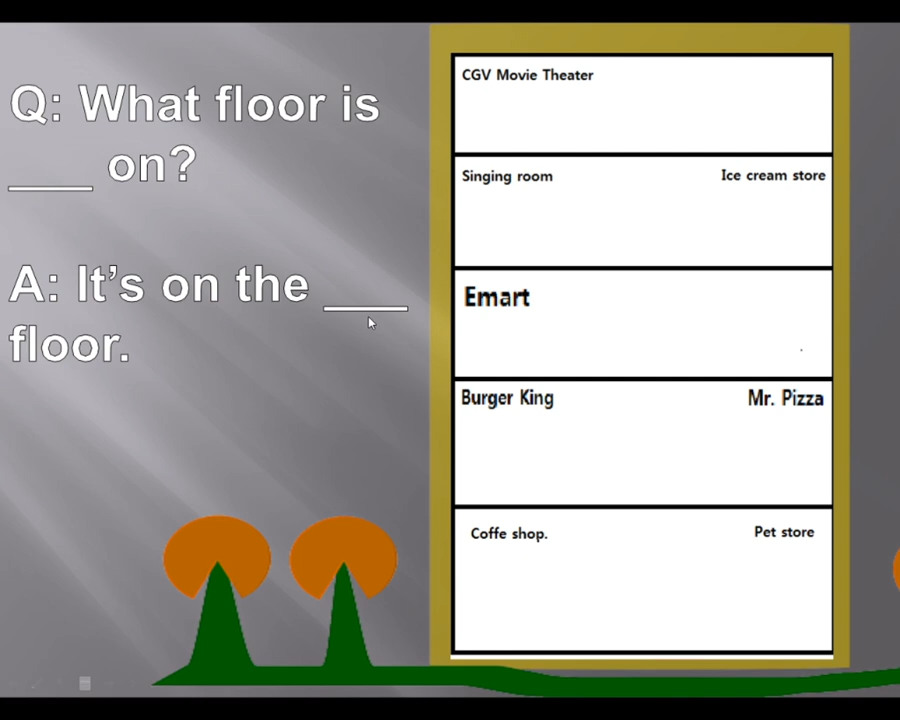 Q: What floor is
____ on?
A: It's on the ____
floor.
CGV Movie Theater
Singing room
Ice cream store
Emart
Burger King
Mr. Pizza
Coffe shop.
Pet store